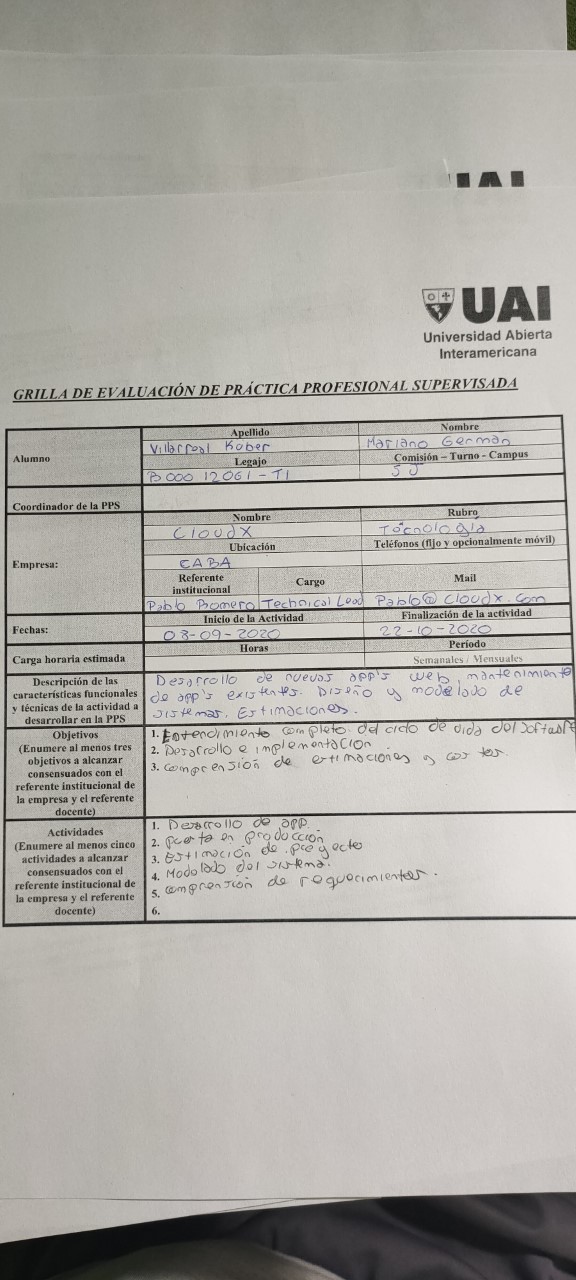 UAI
UAI
Universidad Abierta
Interamericana
GRILLA DE EVALUACIÓN DE PRÁCTICA PROFESIONAL SUPERVISADA
Alumno
Apellido
Nombre
Villarreal Kober
Mariano Germán
Legajo
Comisión – Turno - Campus
B000 12061 - T1
5 J
Coordinador de la PPS
Empresa:
Nombre
Rubro
CloudX
Tecnología
Ubicación
Teléfonos (fijo y opcionalmente móvil)
CABA
Referente institucional
Cargo
Mail
Pablo Romero
Technical Lead
Pablo@Cloudx.com
Fechas:
Inicio de la Actividad
Finalización de la actividad
03-09-2020
22-10-2020
Carga horaria estimada
Horas
Período
Semanales / Mensuales
Descripción de las
características funcionales
y técnicas de la actividad a
desarrollar en la PPS
Desarrollo de nuevas app's web, mantenimiento
de app's existentes. Diseño y modelado de
sistemas. Estimaciones.
Objetivos
(Enumere al menos tres
objetivos a alcanzar
consensuados con el
referente institucional de
la empresa y el referente
docente)
1. Entendimiento completo del ciclo de vida del software
2. Desarrollo e implementacion
3. comprensión de estimaciones y costos.
Actividades
(Enumere al menos cinco
actividades a alcanzar
consensuados con el
referente institucional de
la empresa y el referente
docente)
1. Desarrollo de app.
2. puesta en producción
3. Estimación de proyecto
4. Modelado del sistema.
5. comprensión de requerimientos.
6.